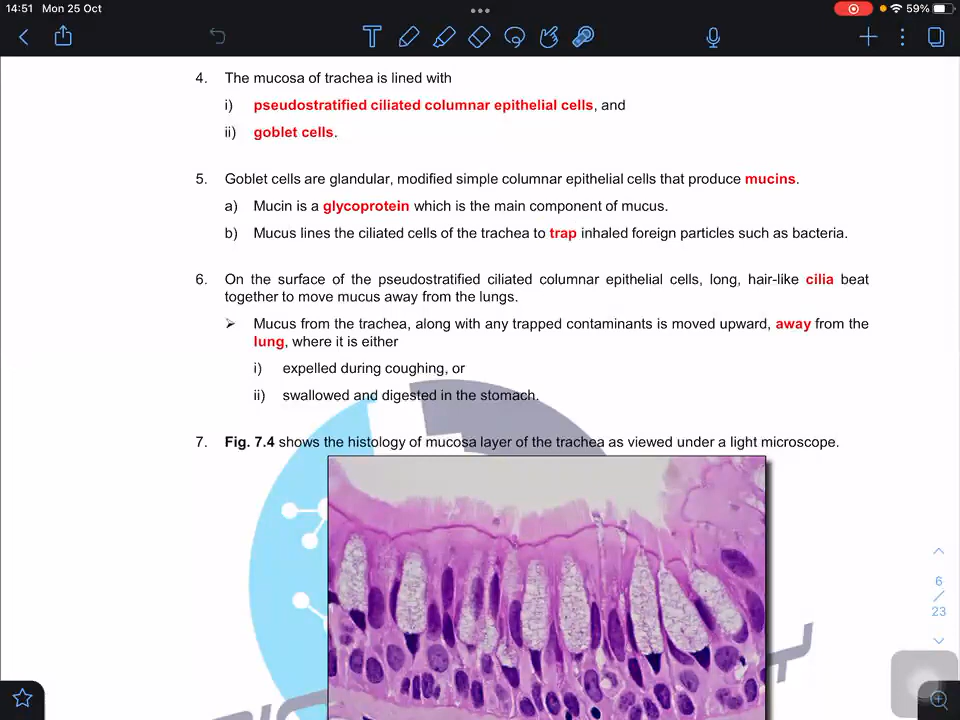 14:51 Mon 25 Oct
59%
T
4. The mucosa of trachea is lined with
i) pseudostratified ciliated columnar epithelial cells, and
ii) goblet cells.
5. Goblet cells are glandular, modified simple columnar epithelial cells that produce mucins.
a) Mucin is a glycoprotein which is the main component of mucus.
b) Mucus lines the ciliated cells of the trachea to trap inhaled foreign particles such as bacteria.
6. On the surface of the pseudostratified ciliated columnar epithelial cells, long, hair-like cilia beat
together to move mucus away from the lungs.
➢ Mucus from the trachea, along with any trapped contaminants is moved upward, away from the
lung, where it is either
i) expelled during coughing, or
ii) swallowed and digested in the stomach.
7. Fig. 7.4 shows the histology of mucosa layer of the trachea as viewed under a light microscope.
6
/
23